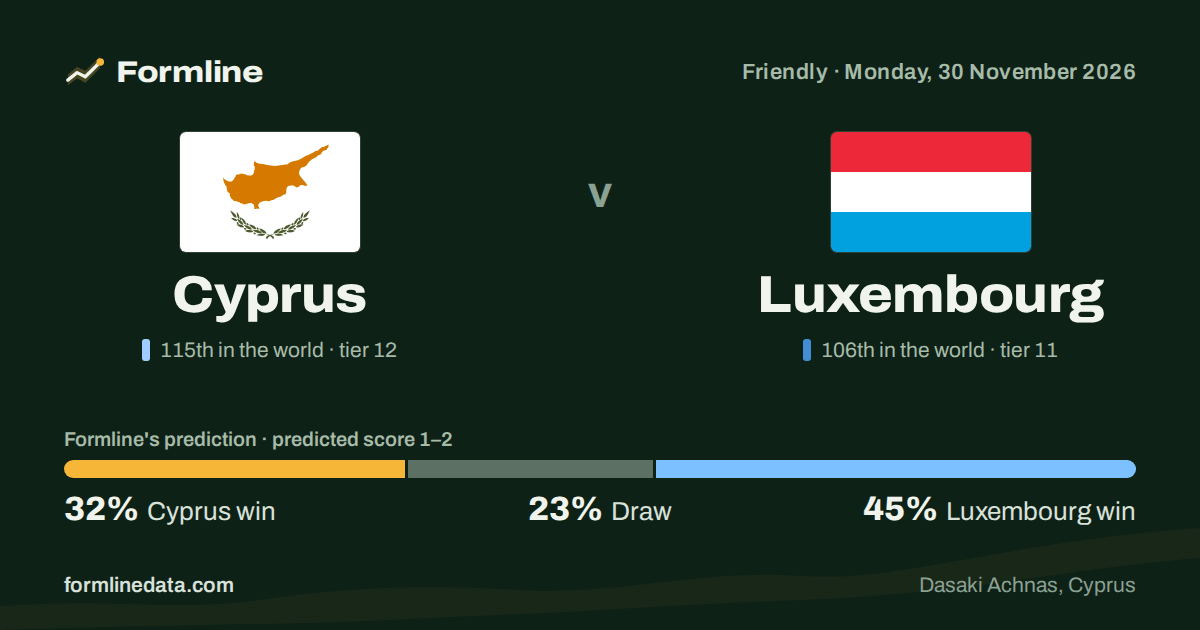 Formline
Friendly · Monday, 30 November 2026
v
Cyprus
Luxembourg
115th in the world · tier 12
106th in the world · tier 11
Formline's prediction · predicted score 1–2
32% Cyprus win
23% Draw
45% Luxembourg win
formlinedata.com
Dasaki Achnas, Cyprus